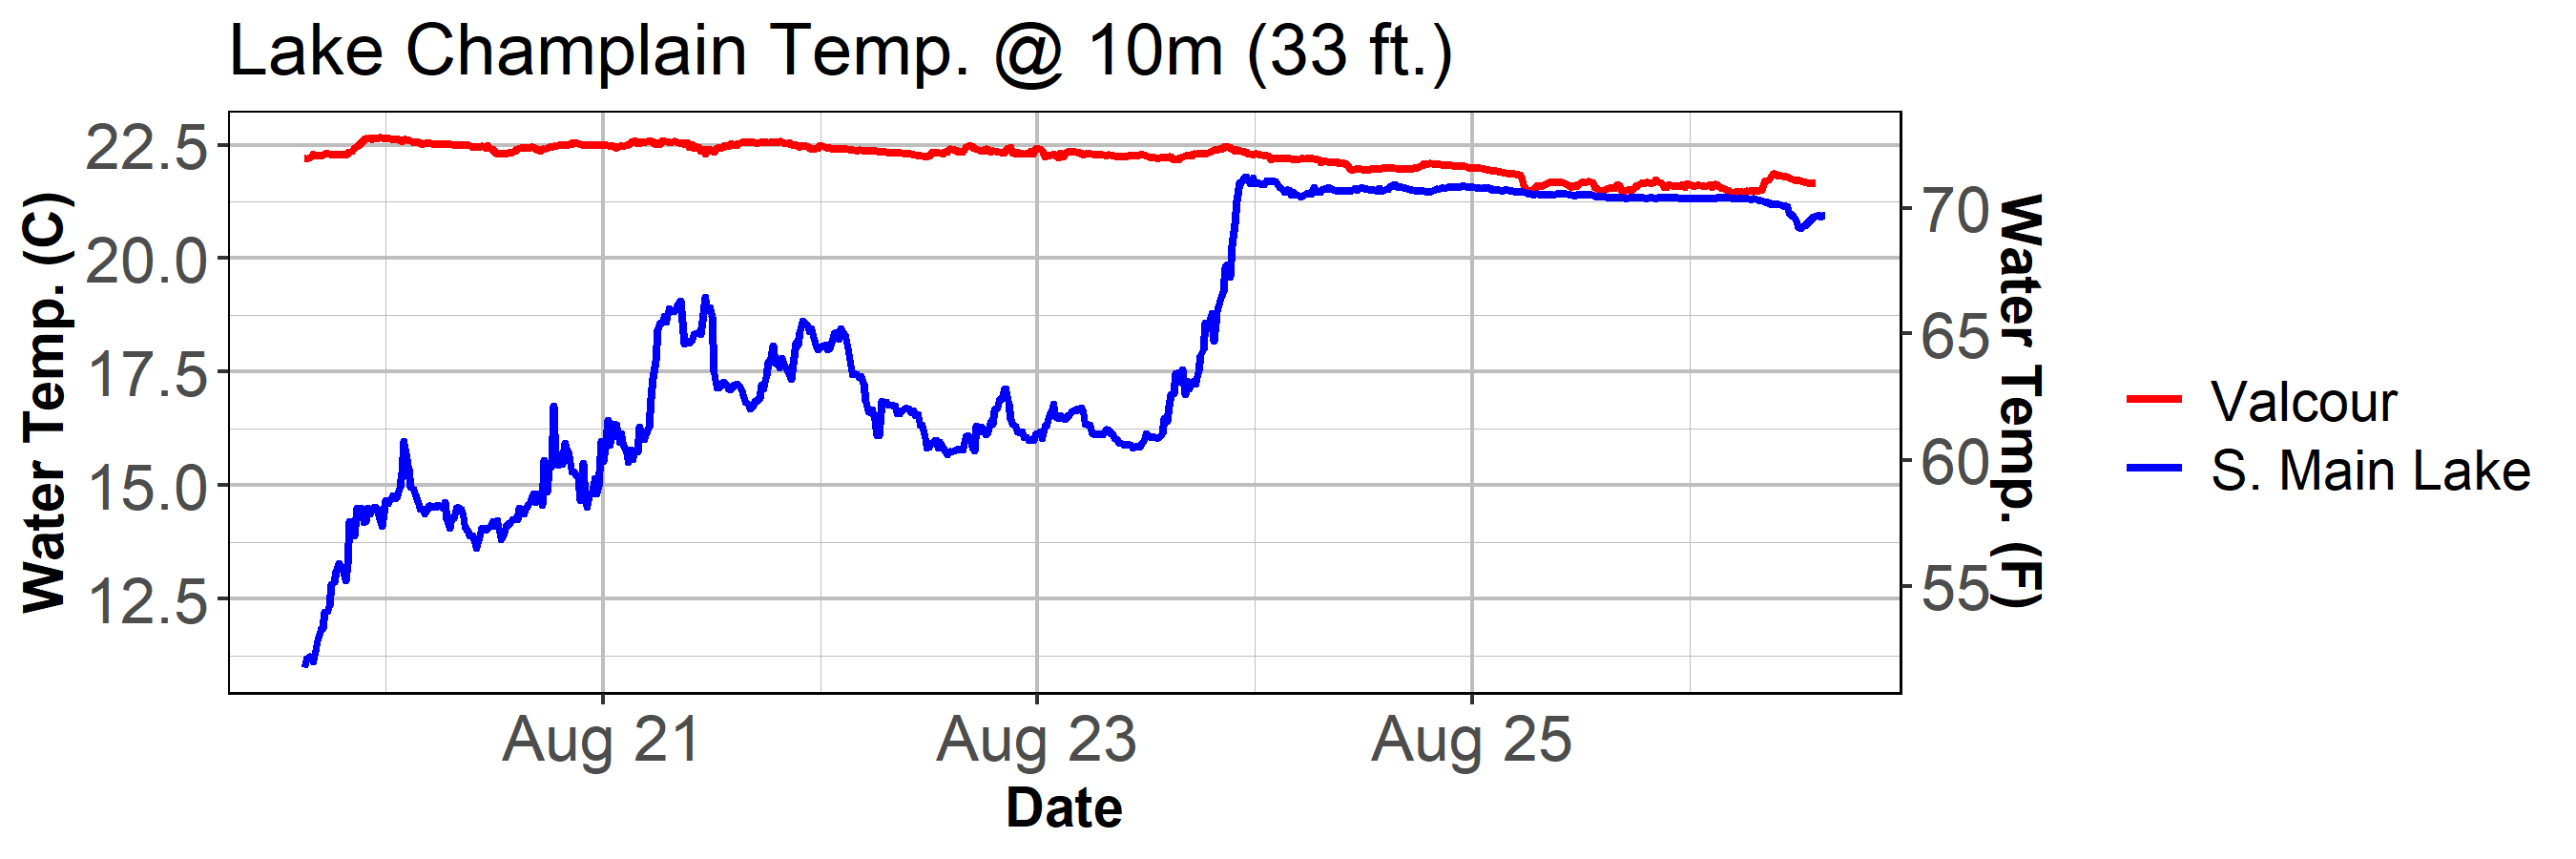 Lake Champlain Temp. @ 10m (33 ft.)
Water Temp. (C)
22.5
20.0
17.5
15.0
12.5
70
65
60
55
Water Temp. (F)
Aug 21
Aug 23
Aug 25
Date
Valcour
S. Main Lake